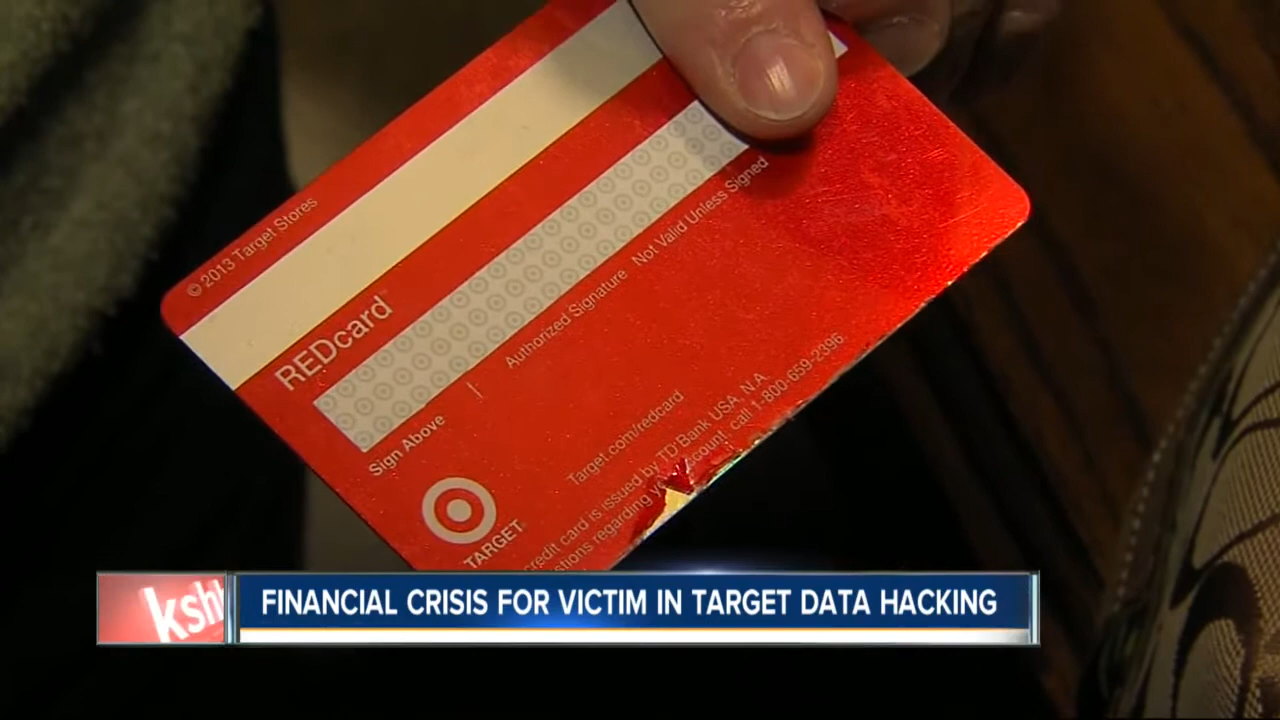 © 2013 Target Stores
REDcard
Authorized Signature Not Valid Unless Signed
Sign Above
Target.com/redcard
credit card is issued by TD Bank USA, N.A.
regarding account, call 1-800-659-2396
TARGET
ksh
FINANCIAL CRISIS FOR VICTIM IN TARGET DATA HACKING